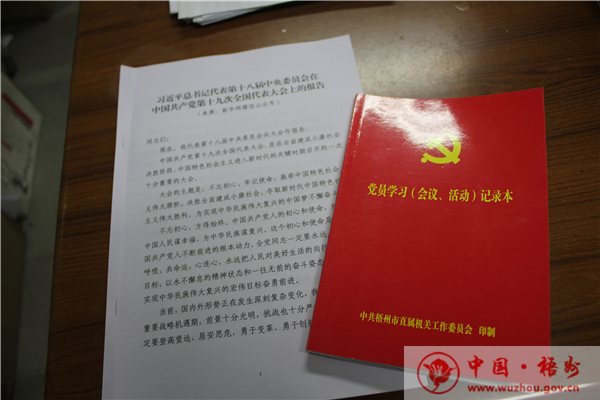 习近平总书记代表第十八届中央委员会在
中国共产党第十九次全国代表大会上的报告
(来源:新华网微信公众号)
同志们:
现在,我代表第十八届中央委员会向大会作报告。
中国共产党第十九次全国代表大会,是在全面建成小康社会
决胜阶段、中国特色社会主义进入新时代的关键时期召开的一次
十分重要的大会。
大会的主题是:不忘初心,牢记使命,高举中国特色社会
主义伟大旗帜,决胜全面建成小康社会,夺取新时代中国特色
社会主义伟大胜利,为实现中华民族伟大复兴的中国梦不懈奋
不忘初心,方得始终。中国共产党人的初心和使命,
中国人民谋幸福,为中华民族谋复兴。这个初心和使命是
国共产党人不断前进的根本动力。全党同志一定要永远
呼吸、共命运、心连心,永远把人民对美好生活的向
目标,以永不懈怠的精神状态和一往无前的奋斗姿
实现中华民族伟大复兴的宏伟目标奋勇前进。
当前,国内外形势正在发生深刻复杂变化,我
重要战略机遇期,前景十分光明,挑战也十分严
定要登高望远、居安思危,勇于变革、勇于创
1
党员学习(会议、活动)记录本
中共梧州市直属机关工作委员会 印制
中国·梧州
www.wuzhou.gov.cn